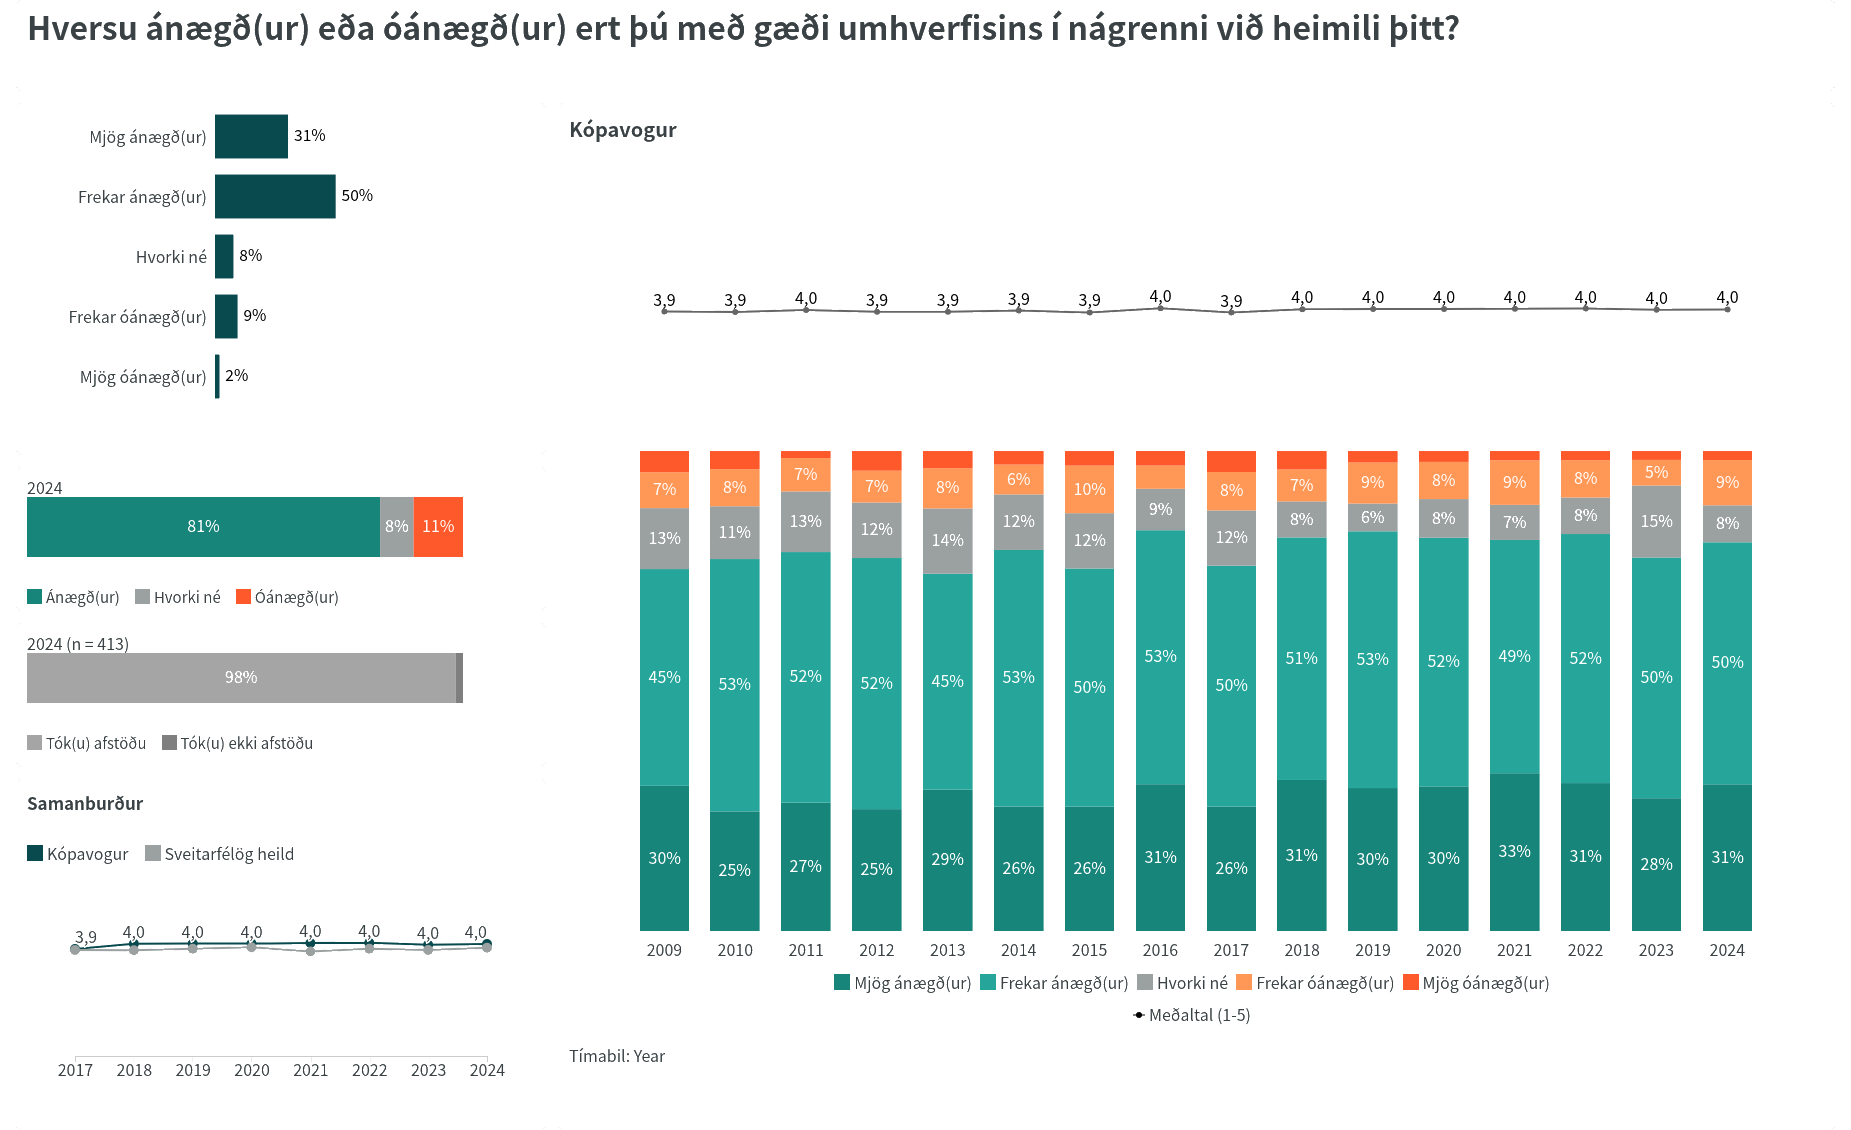 Hversu ánægð(ur) eða óánægð(ur) ert þú með gæði umhverfisins í nágrenni við heimili þitt?
Mjög ánægð(ur) 31%
Frekar ánægð(ur) 50%
Hvorki né 8%
Frekar óánægð(ur) 9%
Mjög óánægð(ur) 2%
2024
81% 8% 11%
Ánægð(ur) Hvorki né Óánægð(ur)
2024 (n = 413)
98%
Tók(u) afstöðu Tók(u) ekki afstöðu
Samanburður
Kópavogur Sveitarfélög heild
3,9 4,0 4,0 4,0 4,0 4,0 4,0 4,0
2017 2018 2019 2020 2021 2022 2023 2024
Kópavogur
3,9 3,9 4,0 3,9 3,9 3,9 3,9 4,0 3,9 4,0 4,0 4,0 4,0 4,0 4,0 4,0
7% 8% 7% 7% 8% 6% 10% 8% 7% 9% 8% 9% 8% 5% 9%
13% 11% 13% 12% 14% 12% 12% 9% 12% 8% 6% 8% 7% 8% 15% 8%
45% 53% 52% 52% 45% 53% 50% 53% 50% 51% 53% 52% 49% 52% 50% 50%
30% 25% 27% 25% 29% 26% 26% 31% 26% 31% 30% 30% 33% 31% 28% 31%
2009 2010 2011 2012 2013 2014 2015 2016 2017 2018 2019 2020 2021 2022 2023 2024
Mjög ánægð(ur) Frekar ánægð(ur) Hvorki né Frekar óánægð(ur) Mjög óánægð(ur)
Meðaltal (1-5)
Tímabil: Year